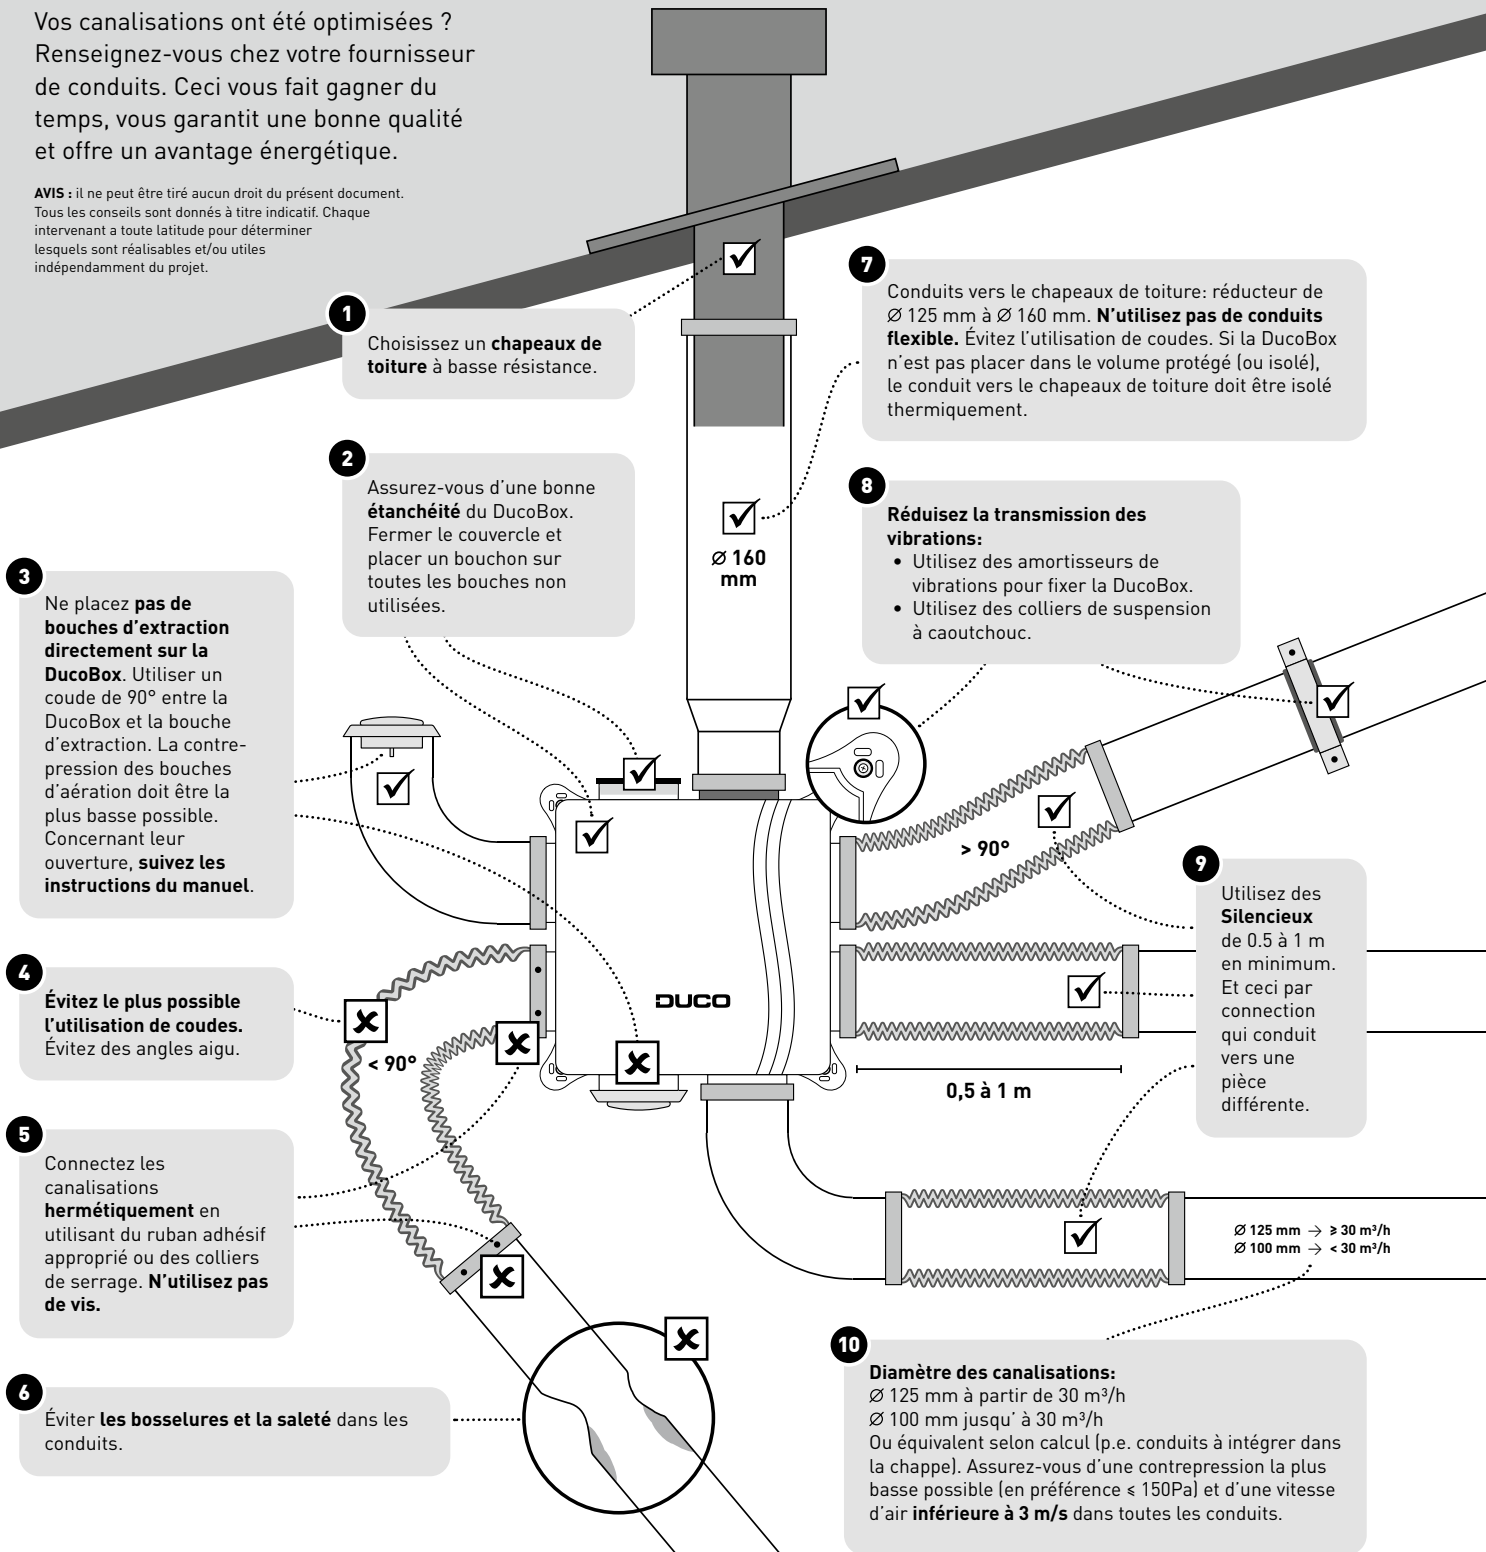 Vos canalisations ont été optimisées ?
Renseignez-vous chez votre fournisseur
de conduits. Ceci vous fait gagner du
temps, vous garantit une bonne qualité
et offre un avantage énergétique.
AVIS : il ne peut être tiré aucun droit du présent document.
Tous les conseils sont donnés à titre indicatif. Chaque
intervenant a toute latitude pour déterminer
lesquels sont réalisables et/ou utiles
indépendamment du projet.
1
Choisissez un chapeaux de
toiture à basse résistance.
2
Assurez-vous d’une bonne
étanchéité du DucoBox.
Fermer le couvercle et
placer un bouchon sur
toutes les bouches non
utilisées.
3
Ne placez pas de
bouches d’extraction
directement sur la
DucoBox. Utiliser un
coude de 90° entre la
DucoBox et la bouche
d’extraction. La contre-
pression des bouches
d’aération doit être la
plus basse possible.
Concernant leur
ouverture, suivez les
instructions du manuel.
4
Évitez le plus possible
l’utilisation de coudes.
Évitez des angles aigu.
5
Connectez les
canalisations
hermétiquement en
utilisant du ruban adhésif
approprié ou des colliers
de serrage. N’utilisez pas
de vis.
6
Éviter les bosselures et la saleté dans les
conduits.
7
Conduits vers le chapeaux de toiture: réducteur de
Ø 125 mm à Ø 160 mm. N’utilisez pas de conduits
flexible. Évitez l’utilisation de coudes. Si la DucoBox
n’est pas placer dans le volume protégé (ou isolé),
le conduit vers le chapeaux de toiture doit être isolé
thermiquement.
8
Réduisez la transmission des
vibrations:
• Utilisez des amortisseurs de
vibrations pour fixer la DucoBox.
• Utilisez des colliers de suspension
à caoutchouc.
9
Utilisez des
Silencieux
de 0.5 à 1 m
en minimum.
Et ceci par
connection
qui conduit
vers une
pièce
différente.
10
Diamètre des canalisations:
Ø 125 mm à partir de 30 m³/h
Ø 100 mm jusqu’ à 30 m³/h
Ou équivalent selon calcul (p.e. conduits à intégrer dans
la chappe). Assurez-vous d’une contrepression la plus
basse possible (en préférence ≤ 150Pa) et d’une vitesse
d’air inférieure à 3 m/s dans toutes les conduits.
Ø 160
mm
> 90°
< 90°
DUCO
0,5 à 1 m
Ø 125 mm → ≥ 30 m³/h
Ø 100 mm → < 30 m³/h